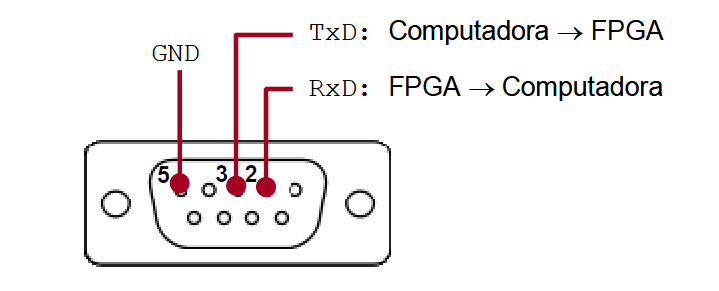 TxD: Computadora → FPGA
GND
RxD: FPGA → Computadora
5 3 2